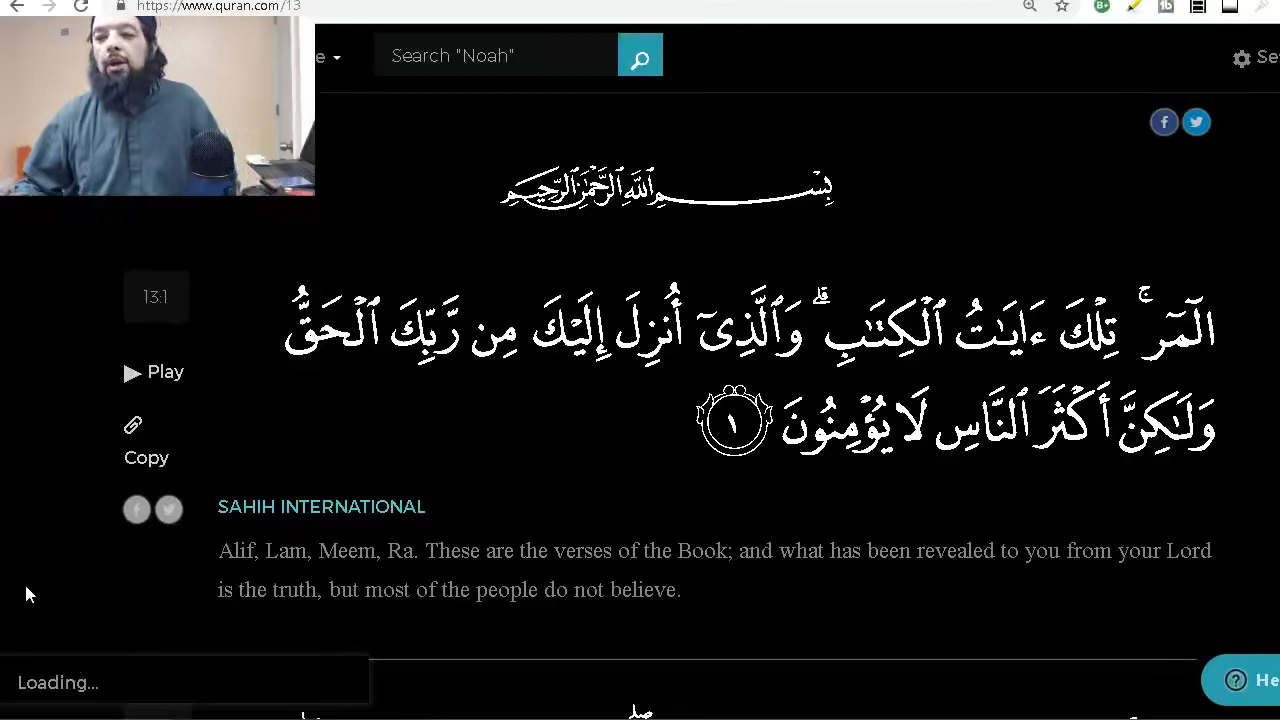 https://www.quran.com/13
Search "Noah"
بِسْمِ ٱللَّهِ ٱلرَّحْمَٰنِ ٱلرَّحِيمِ
13:1
الٓمٓر ۚ تِلْكَ ءَايَـٰتُ ٱلْكِتَـٰبِ ۗ وَٱلَّذِىٓ أُنزِلَ إِلَيْكَ مِن رَّبِّكَ ٱلْحَقُّ
وَلَـٰكِنَّ أَكْثَرَ ٱلنَّاسِ لَا يُؤْمِنُونَ ١
Play
Copy
SAHIH INTERNATIONAL
Alif, Lam, Meem, Ra. These are the verses of the Book; and what has been revealed to you from your Lord
is the truth, but most of the people do not believe.
Loading...